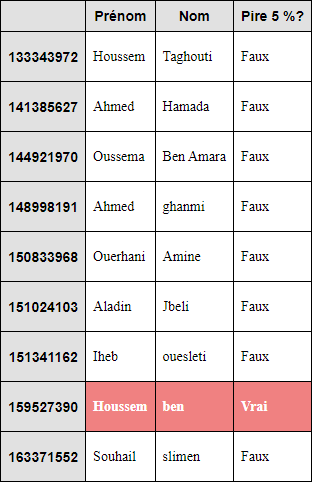 Prénom Nom Pire 5 %?
133343972 Houssem Taghouti Faux
141385627 Ahmed Hamada Faux
144921970 Oussema Ben Amara Faux
148998191 Ahmed ghanmi Faux
150833968 Ouerhani Amine Faux
151024103 Aladin Jbeli Faux
151341162 Iheb ouesleti Faux
159527390 Houssem ben Vrai
163371552 Souhail slimen Faux